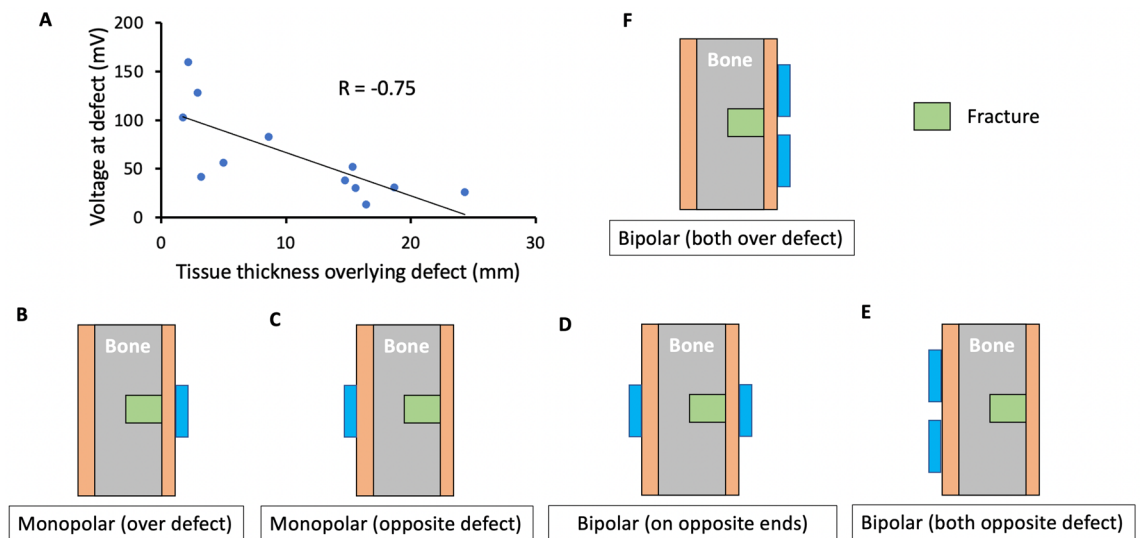 A
200
150
100
50
0
0
10
20
30
Voltage at defect (mV)
R = -0.75
Tissue thickness overlying defect (mm)
F
Bone
Fracture
Bipolar (both over defect)
B
Bone
Monopolar (over defect)
C
Bone
Monopolar (opposite defect)
D
Bone
Bipolar (on opposite ends)
E
Bone
Bipolar (both opposite defect)